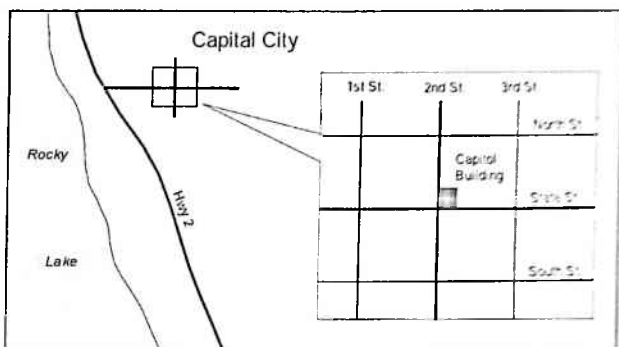 Capital City
1st St.
2nd St.
3rd St.
North St.
Capitol
Building
State St.
South St.
Rocky
Lake
Hwy 2